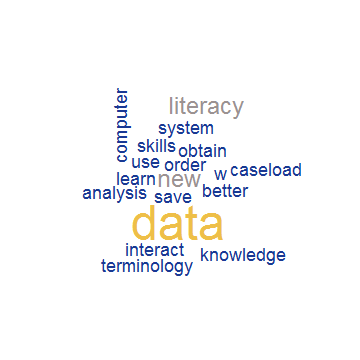 computer
literacy
system
skills
obtain
use order
w caseload
learn new
analysis save better
data
interact
knowledge
terminology